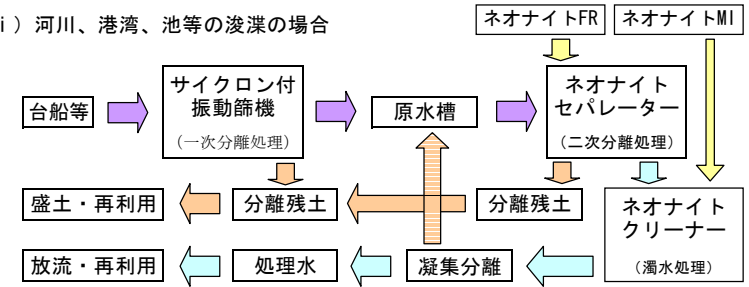 ⅰ）河川、港湾、池等の浚渫の場合
ネオナイトFR
ネオナイトMI
台船等
サイクロン付
振動篩機
（一次分離処理）
原水槽
ネオナイト
セパレーター
（二次分離処理）
盛土・再利用
分離残土
分離残土
ネオナイト
クリーナー
（濁水処理）
放流・再利用
処理水
凝集分離